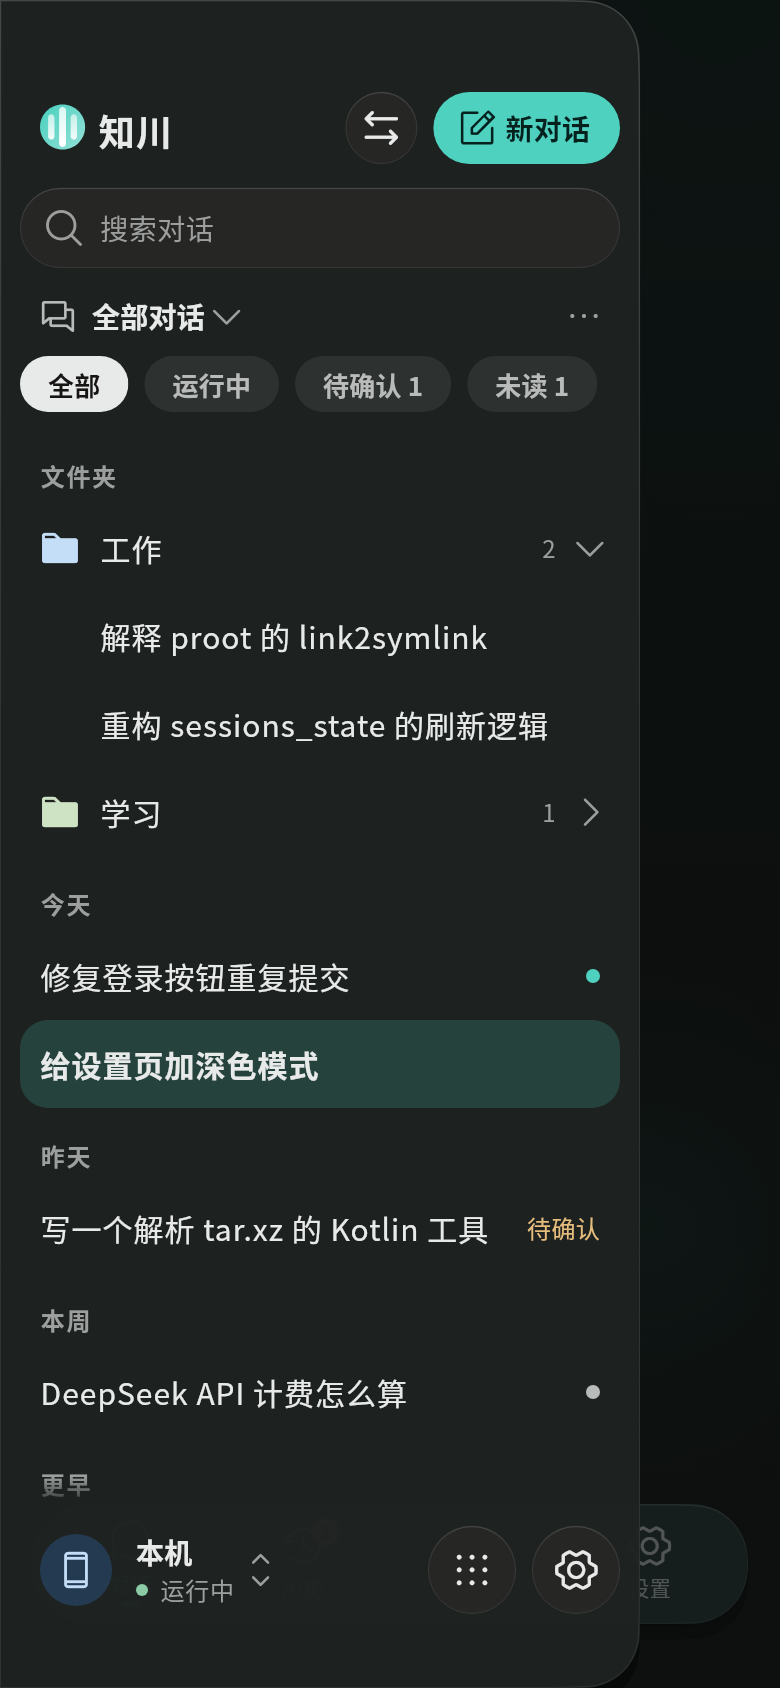 知川
新对话
搜索对话
全部对话
全部 运行中 待确认 1 未读 1
文件夹
工作 2
解释 proot 的 link2symlink
重构 sessions_state 的刷新逻辑
学习 1
今天
修复登录按钮重复提交
给设置页加深色模式
昨天
写一个解析 tar.xz 的 Kotlin 工具 待确认
本周
DeepSeek API 计费怎么算
更早
本机
运行中
设置